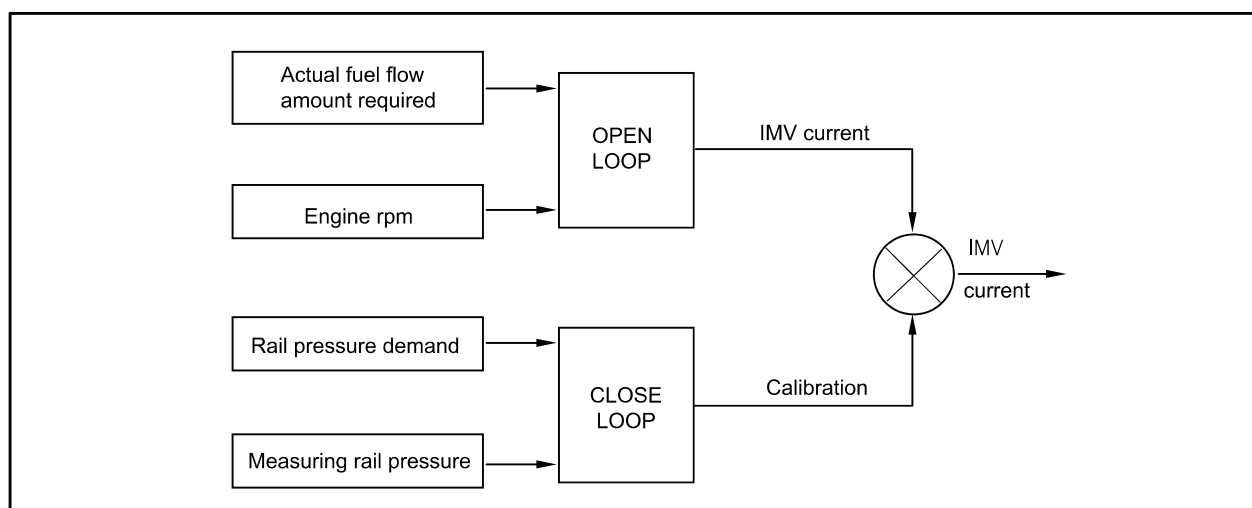 Actual fuel flow
amount required
OPEN
LOOP
IMV current
Engine rpm
IMV
current
Rail pressure demand
CLOSE
LOOP
Calibration
Measuring rail pressure